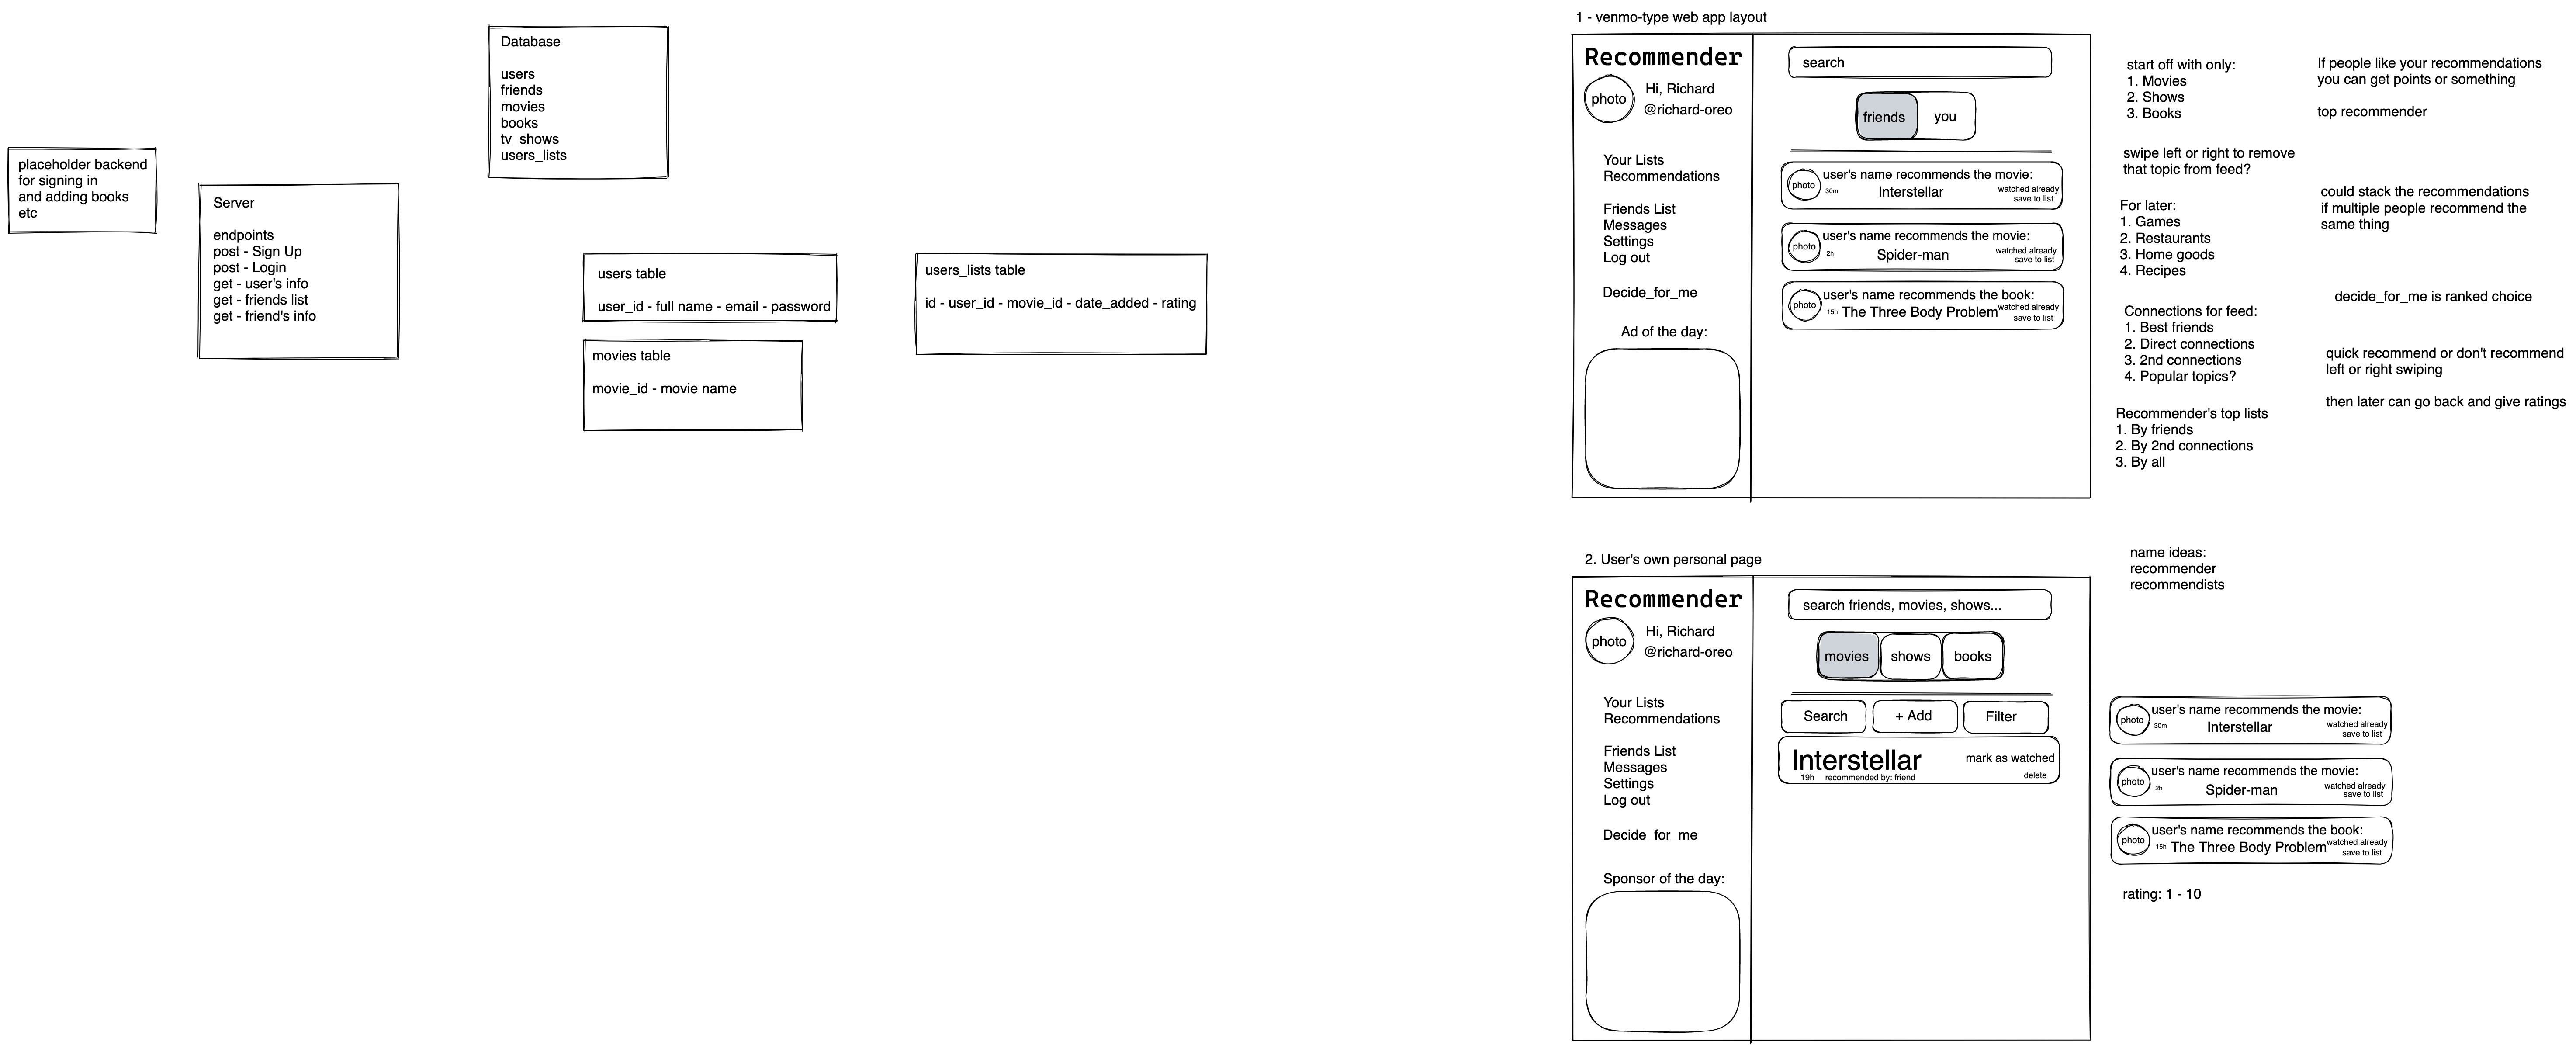 placeholder backend
for signing in
and adding books
etc
Server
endpoints
post - Sign Up
post - Login
get - user's info
get - friends list
get - friend's info
Database
users
friends
movies
books
tv_shows
users_lists
users table
user_id - full name - email - password
movies table
movie_id - movie name
users_lists table
id - user_id - movie_id - date_added - rating
1 - venmo-type web app layout
Recommender
photo
Hi, Richard
@richard-oreo
Your Lists
Recommendations
Friends List
Messages
Settings
Log out
Decide_for_me
Ad of the day:
search
friends
you
photo
user's name recommends the movie:
30m
Interstellar
watched already
save to list
photo
user's name recommends the movie:
2h
Spider-man
watched already
save to list
photo
user's name recommends the book:
15h
The Three Body Problem
watched already
save to list
start off with only:
1. Movies
2. Shows
3. Books
swipe left or right to remove
that topic from feed?
For later:
1. Games
2. Restaurants
3. Home goods
4. Recipes
Connections for feed:
1. Best friends
2. Direct connections
3. 2nd connections
4. Popular topics?
Recommender's top lists
1. By friends
2. By 2nd connections
3. By all
If people like your recommendations
you can get points or something
top recommender
could stack the recommendations
if multiple people recommend the
same thing
decide_for_me is ranked choice
quick recommend or don't recommend
left or right swiping
then later can go back and give ratings
2. User's own personal page
Recommender
photo
Hi, Richard
@richard-oreo
Your Lists
Recommendations
Friends List
Messages
Settings
Log out
Decide_for_me
Sponsor of the day:
search friends, movies, shows...
movies
shows
books
Search
+ Add
Filter
Interstellar
19h
recommended by: friend
mark as watched
delete
name ideas:
recommender
recommendists
photo
user's name recommends the movie:
30m
Interstellar
watched already
save to list
photo
user's name recommends the movie:
2h
Spider-man
watched already
save to list
photo
user's name recommends the book:
15h
The Three Body Problem
watched already
save to list
rating: 1 - 10